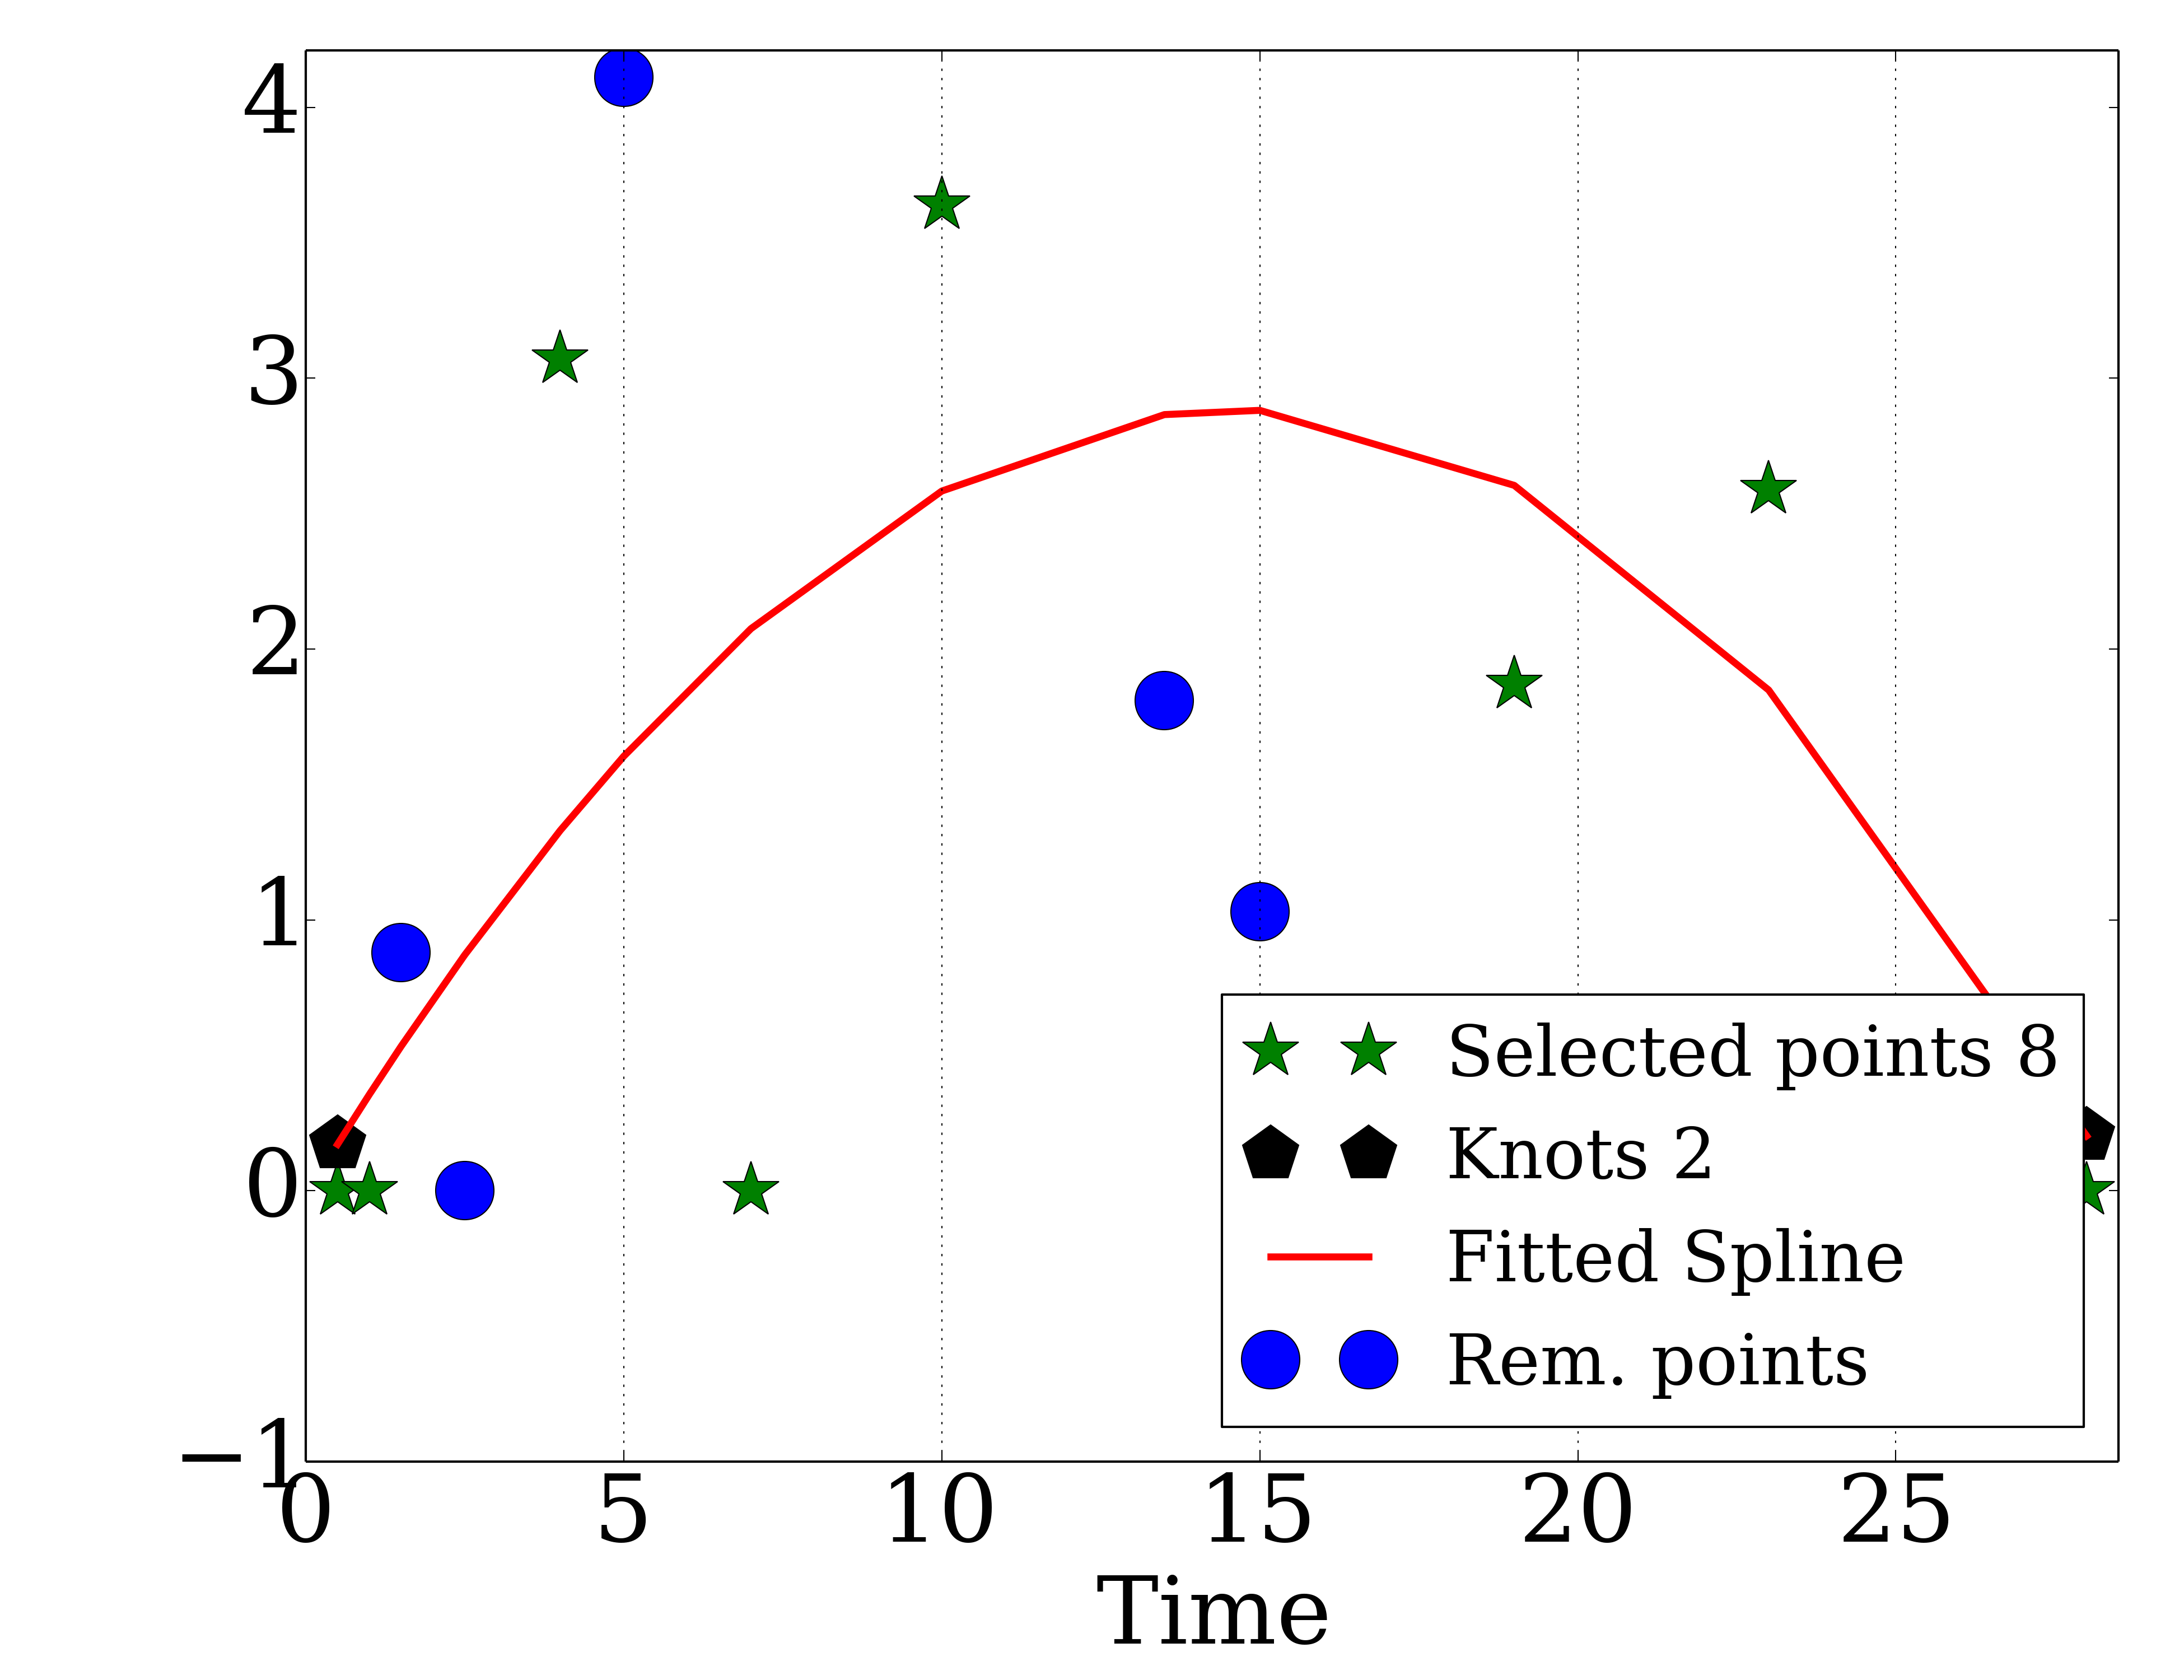 4
3
2
1
0
−1
Selected points 8
Knots 2
Fitted Spline
Rem. points
0 5 10 15 20 25
Time